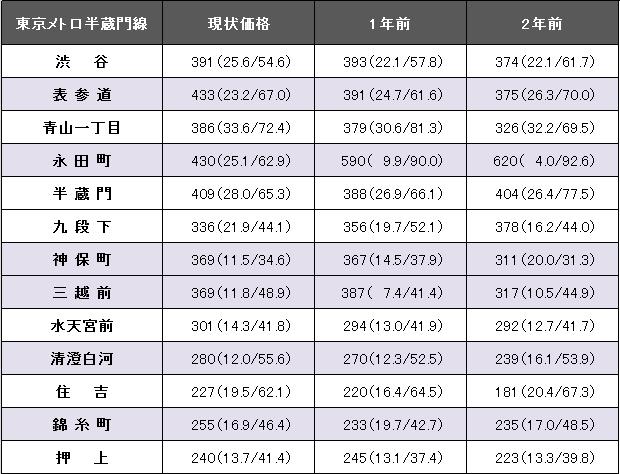 東京メトロ半蔵門線 現状価格 1年前 2年前
渋 谷 391(25.6/54.6) 393(22.1/57.8) 374(22.1/61.7)
表 参 道 433(23.2/67.0) 391(24.7/61.6) 375(26.3/70.0)
青山一丁目 386(33.6/72.4) 379(30.6/81.3) 326(32.2/69.5)
永 田 町 430(25.1/62.9) 590( 9.9/90.0) 620( 4.0/92.6)
半 蔵 門 409(28.0/65.3) 388(26.9/66.1) 404(26.4/77.5)
九 段 下 336(21.9/44.1) 356(19.7/52.1) 378(16.2/44.0)
神 保 町 369(11.5/34.6) 367(14.5/37.9) 311(20.0/31.3)
三 越 前 369(11.8/48.9) 387( 7.4/41.4) 317(10.5/44.9)
水天宮前 301(14.3/41.8) 294(13.0/41.9) 292(12.7/41.7)
清澄白河 280(12.0/55.6) 270(12.3/52.5) 239(16.1/53.9)
住 吉 227(19.5/62.1) 220(16.4/64.5) 181(20.4/67.3)
錦 糸 町 255(16.9/46.4) 233(19.7/42.7) 235(17.0/48.5)
押 上 240(13.7/41.4) 245(13.1/37.4) 223(13.3/39.8)